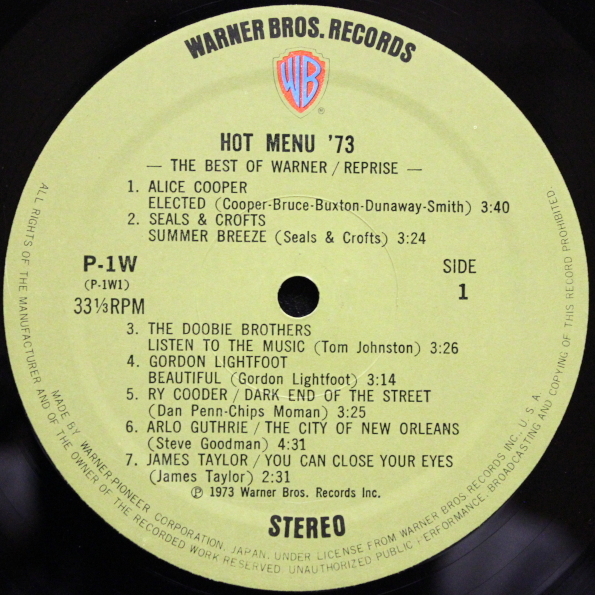 WARNER BROS. RECORDS
WB
®
HOT MENU '73
— THE BEST OF WARNER / REPRISE —
1. ALICE COOPER
ELECTED (Cooper-Bruce-Buxton-Dunaway-Smith) 3:40
2. SEALS & CROFTS
SUMMER BREEZE (Seals & Crofts) 3:24
P-1W
(P-1W1)
33⅓RPM
SIDE
1
3. THE DOOBIE BROTHERS
LISTEN TO THE MUSIC (Tom Johnston) 3:26
4. GORDON LIGHTFOOT
BEAUTIFUL (Gordon Lightfoot) 3:14
5. RY COODER / DARK END OF THE STREET
(Dan Penn-Chips Moman) 3:25
6. ARLO GUTHRIE / THE CITY OF NEW ORLEANS
(Steve Goodman) 4:31
7. JAMES TAYLOR / YOU CAN CLOSE YOUR EYES
(James Taylor) 2:31
℗ 1973 Warner Bros. Records Inc.
STEREO
MADE BY WARNER-PIONEER CORPORATION, JAPAN, UNDER LICENSE FROM WARNER BROS RECORDS INC., U.S.A.
ALL RIGHTS OF THE MANUFACTURER AND OF THE OWNER OF THE RECORDED WORK RESERVED. UNAUTHORIZED PUBLIC PERFORMANCE, BROADCASTING AND COPYING OF THIS RECORD PROHIBITED